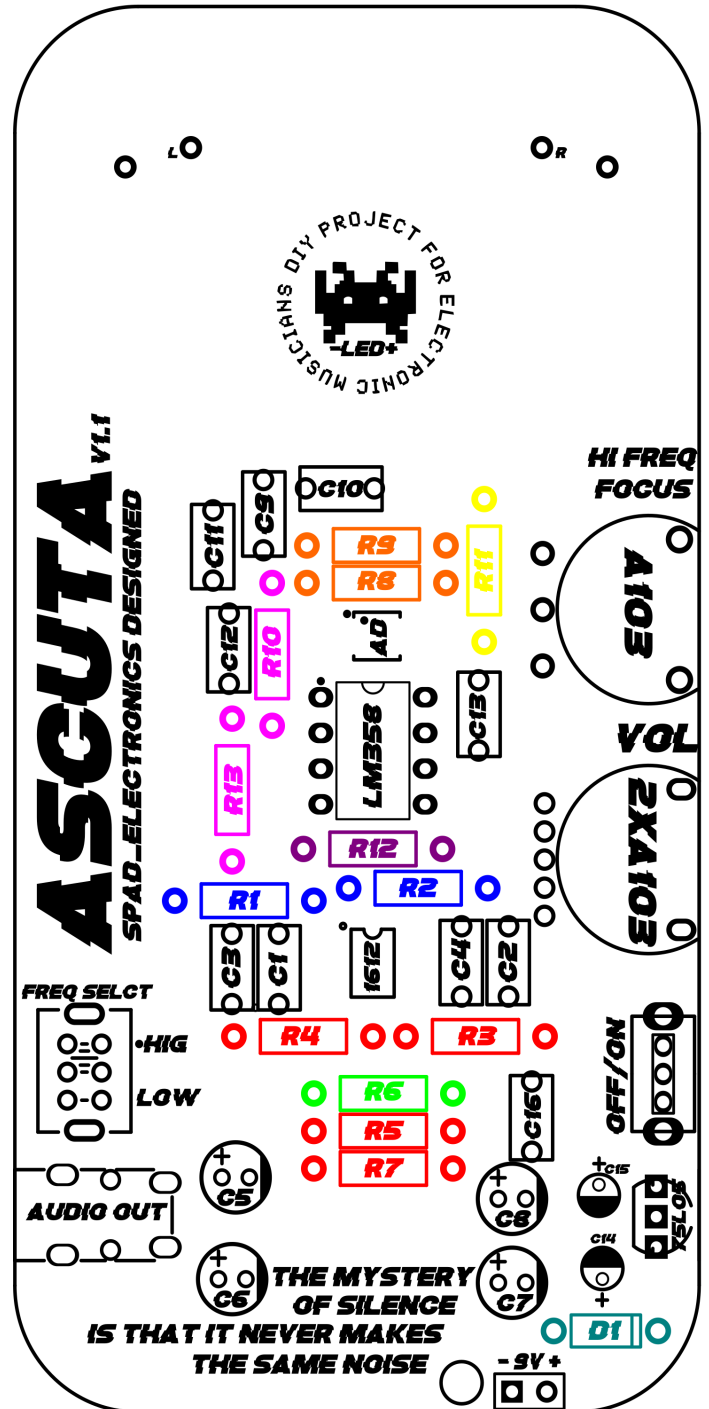 L
R
DIY PROJECT FOR ELECTRONIC MUSICIANS
-LED+
ASCUTA V1.1
SPAD_ELECTRONICS DESIGNED
HI FREQ
FOCUS
C9
C10
C11
R9
R8
R11
A103
AD
C12
R10
C13
LM358
VOL
R13
2XA103
R12
R1
R2
C3
C1
1612
C4
C2
FREQ SELCT
HIG
LOW
R4
R3
OFF/ON
R6
R5
R7
C16
AUDIO OUT
C5
C8
+C15
C14
C6
C7
THE MYSTERY
OF SILENCE
IS THAT IT NEVER MAKES
THE SAME NOISE
D1
- 9V +